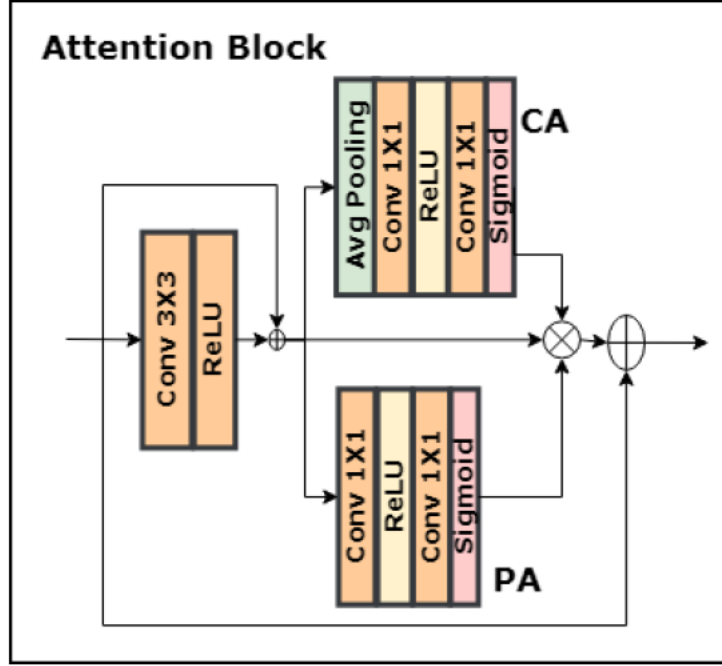 Attention Block
Conv 3X3
ReLU
Avg Pooling
Conv 1X1
ReLU
Conv 1X1
Sigmoid
CA
Conv 1X1
ReLU
Conv 1X1
Sigmoid
PA